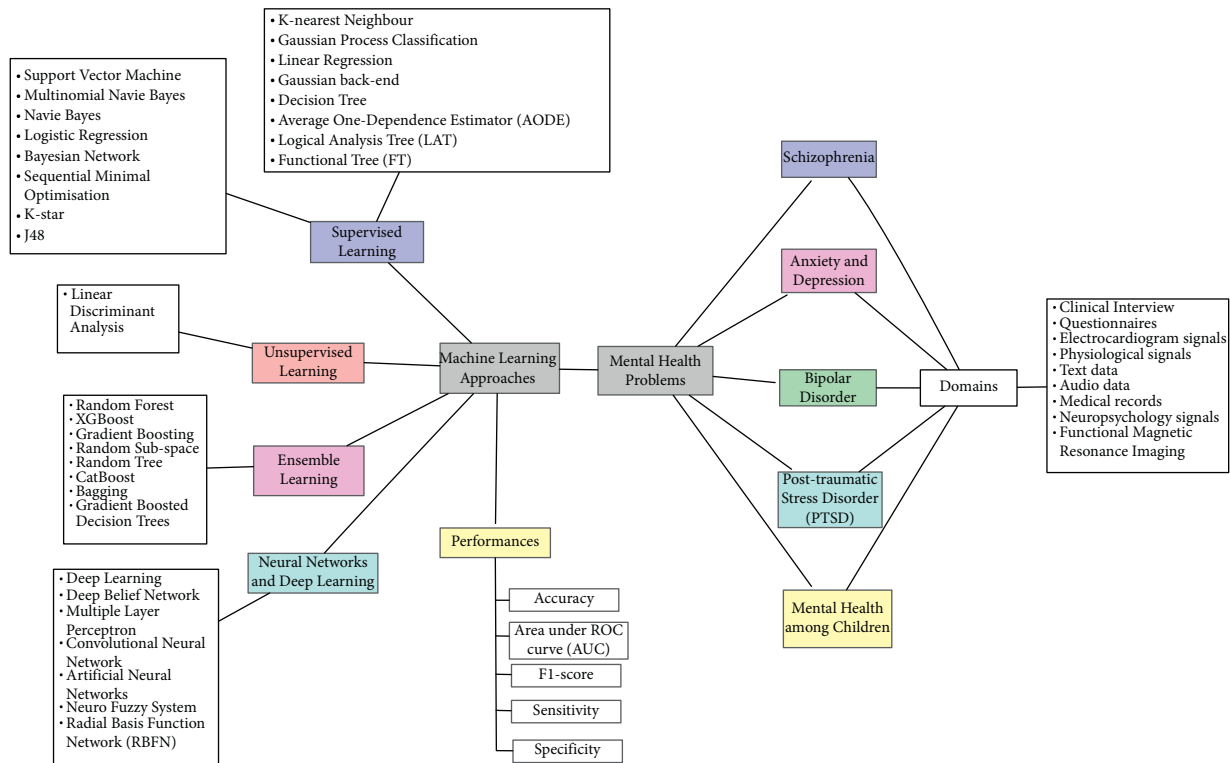 • K-nearest Neighbour
• Gaussian Process Classification
• Linear Regression
• Gaussian back-end
• Decision Tree
• Average One-Dependence Estimator (AODE)
• Logical Analysis Tree (LAT)
• Functional Tree (FT)
• Support Vector Machine
• Multinomial Navie Bayes
• Navie Bayes
• Logistic Regression
• Bayesian Network
• Sequential Minimal
Optimisation
• K-star
• J48
Supervised
Learning
• Linear
Discriminant
Analysis
Unsupervised
Learning
Machine Learning
Approaches
• Random Forest
• XGBoost
• Gradient Boosting
• Random Sub-space
• Random Tree
• CatBoost
• Bagging
• Gradient Boosted
Decision Trees
Ensemble
Learning
Neural Networks
and Deep Learning
• Deep Learning
• Deep Belief Network
• Multiple Layer
Perceptron
• Convolutional Neural
Network
• Artificial Neural
Networks
• Neuro Fuzzy System
• Radial Basis Function
Network (RBFN)
Performances
Accuracy
Area under ROC
curve (AUC)
F1-score
Sensitivity
Specificity
Mental Health
Problems
Schizophrenia
Anxiety and
Depression
Bipolar
Disorder
Post-traumatic
Stress Disorder
(PTSD)
Mental Health
among Children
Domains
• Clinical Interview
• Questionnaires
• Electrocardiogram signals
• Physiological signals
• Text data
• Audio data
• Medical records
• Neuropsychology signals
• Functional Magnetic
Resonance Imaging